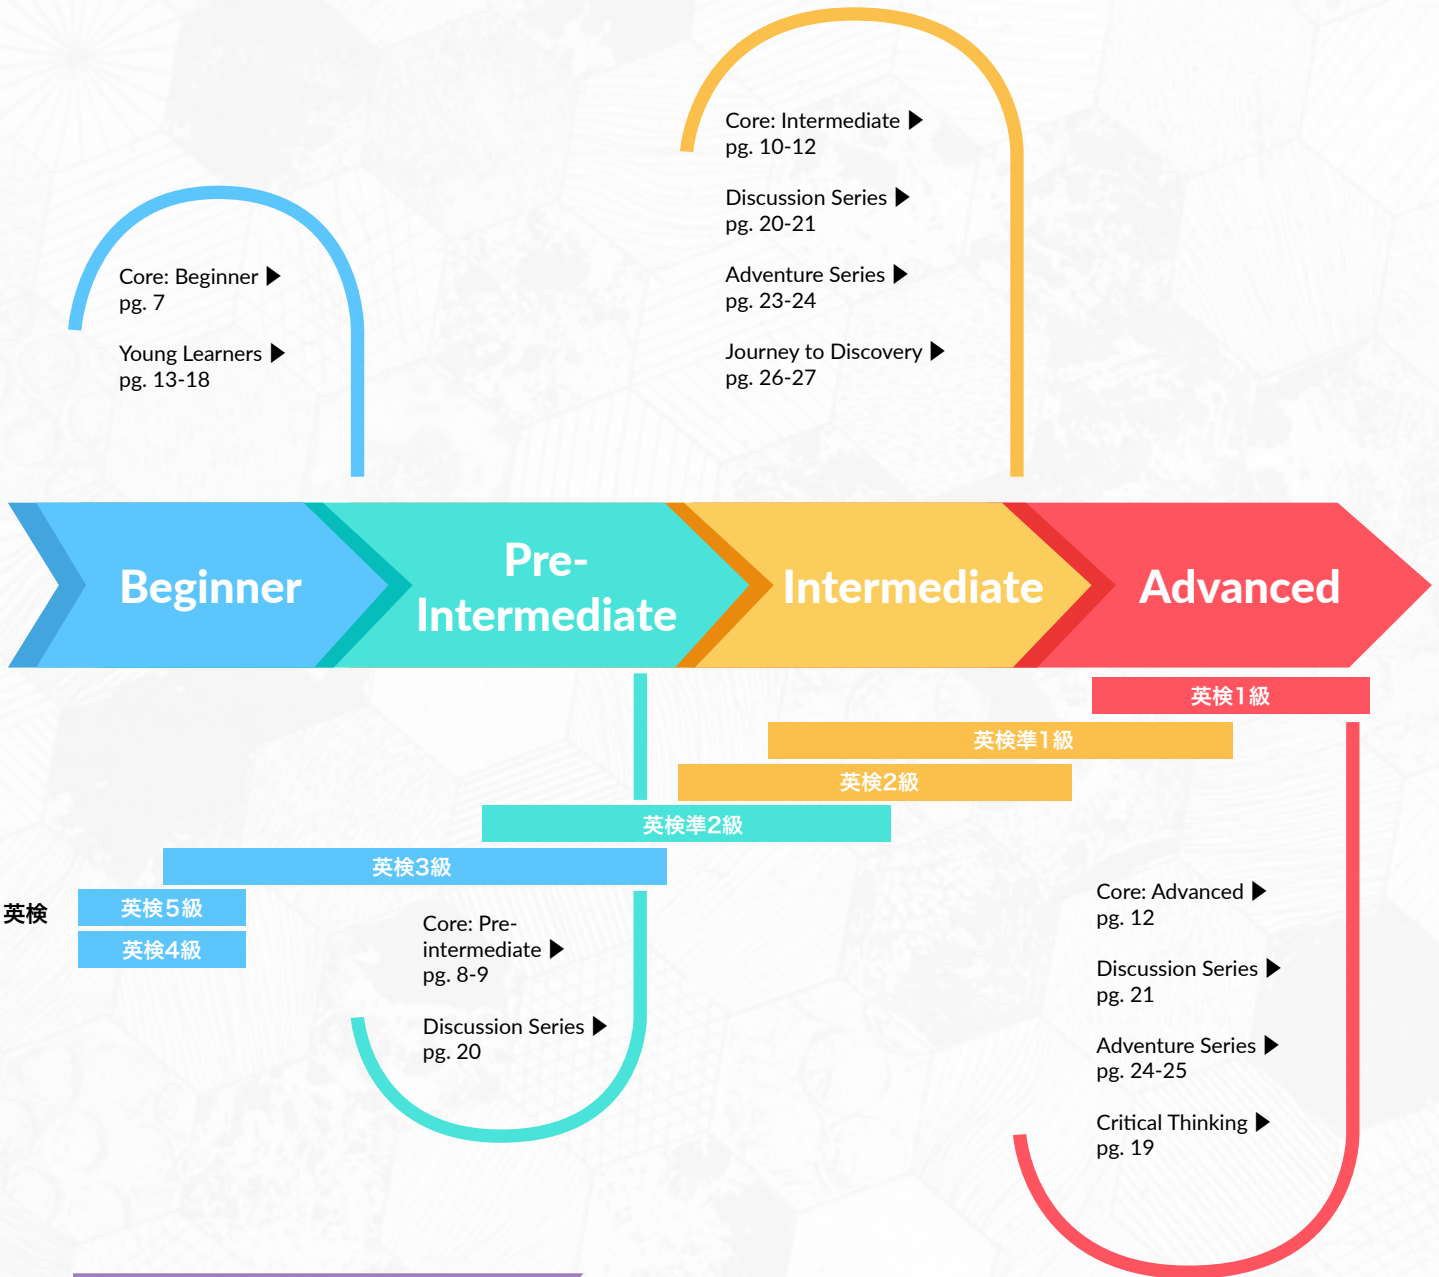 Core: Intermediate ▶
pg. 10-12
Discussion Series ▶
pg. 20-21
Adventure Series ▶
pg. 23-24
Journey to Discovery ▶
pg. 26-27
Core: Beginner ▶
pg. 7
Young Learners ▶
pg. 13-18
Beginner
Pre-
Intermediate
Intermediate
Advanced
英検1級
英検準1級
英検2級
英検準2級
英検3級
英検
英検5級
英検4級
Core: Pre-
intermediate ▶
pg. 8-9
Discussion Series ▶
pg. 20
Core: Advanced ▶
pg. 12
Discussion Series ▶
pg. 21
Adventure Series ▶
pg. 24-25
Critical Thinking ▶
pg. 19